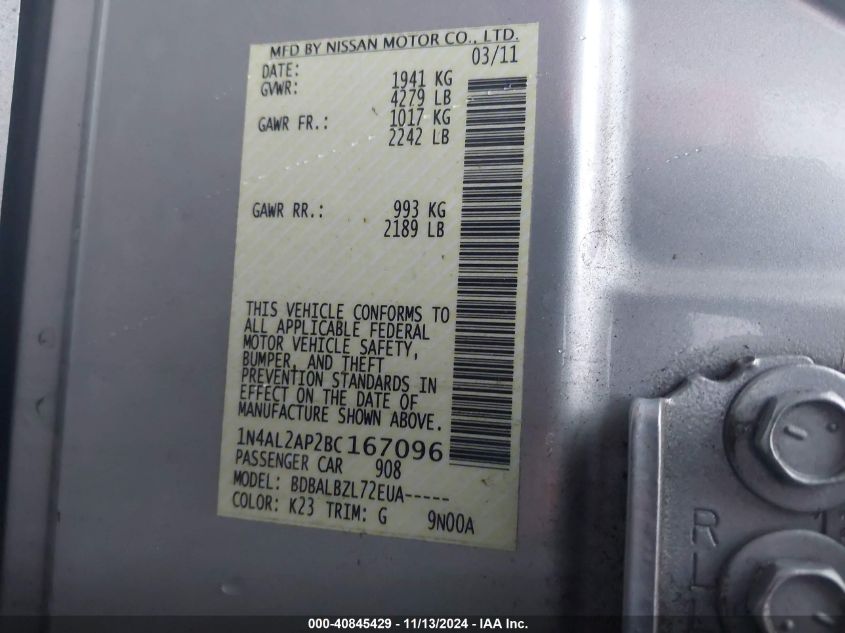 MFD BY NISSAN MOTOR CO., LTD.
DATE: 03/11
GVWR: 1941 KG
4279 LB
GAWR FR.: 1017 KG
2242 LB
GAWR RR.: 993 KG
2189 LB
THIS VEHICLE CONFORMS TO
ALL APPLICABLE FEDERAL
MOTOR VEHICLE SAFETY,
BUMPER, AND THEFT
PREVENTION STANDARDS IN
EFFECT ON THE DATE OF
MANUFACTURE SHOWN ABOVE.
1N4AL2AP2BC167096
PASSENGER CAR 908
MODEL: BDBALBZL72EUA-----
COLOR: K23 TRIM: G 9N00A
R
L
000-40845429 - 11/13/2024 - IAA Inc.